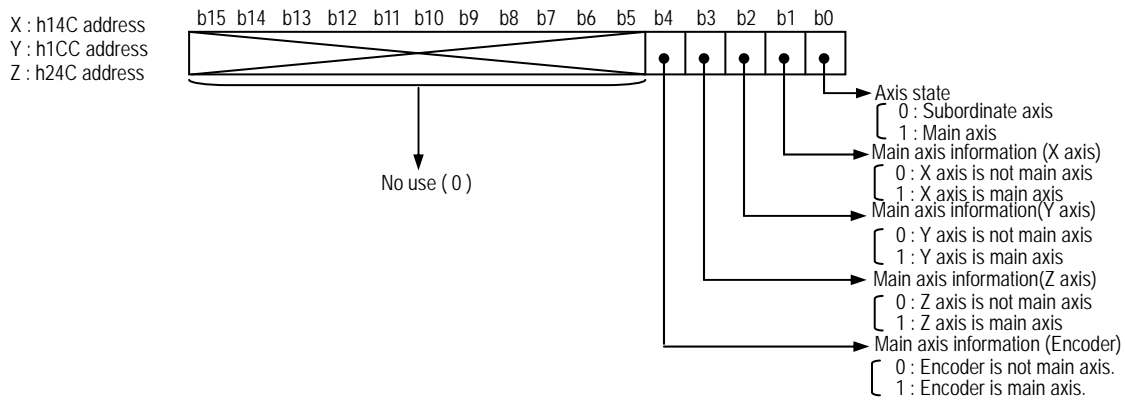 X : h14C address
Y : h1CC address
Z : h24C address
b15 b14 b13 b12 b11 b10 b9 b8 b7 b6 b5 b4 b3 b2 b1 b0
No use ( 0 )
Axis state
0 : Subordinate axis
1 : Main axis
Main axis information (X axis)
0 : X axis is not main axis
1 : X axis is main axis
Main axis information(Y axis)
0 : Y axis is not main axis
1 : Y axis is main axis
Main axis information(Z axis)
0 : Z axis is not main axis
1 : Z axis is main axis
Main axis information (Encoder)
0 : Encoder is not main axis.
1 : Encoder is main axis.